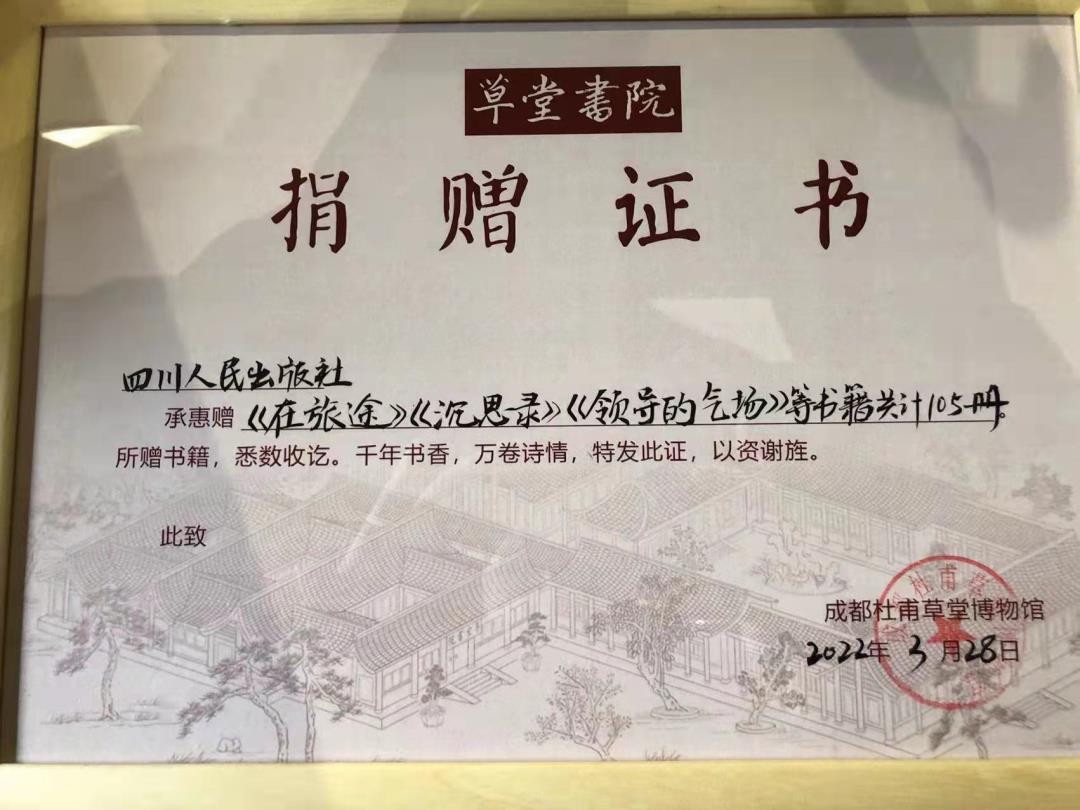 草堂書院
捐赠证书
四川人民出版社
承惠赠《在旅途》《沉思录》《领导的气场》等书籍共计105册。
所赠书籍，悉数收讫。千年书香，万卷诗情，特发此证，以资谢旌。
此致
成都杜甫草堂博物馆
2022年3月28日
杜甫草